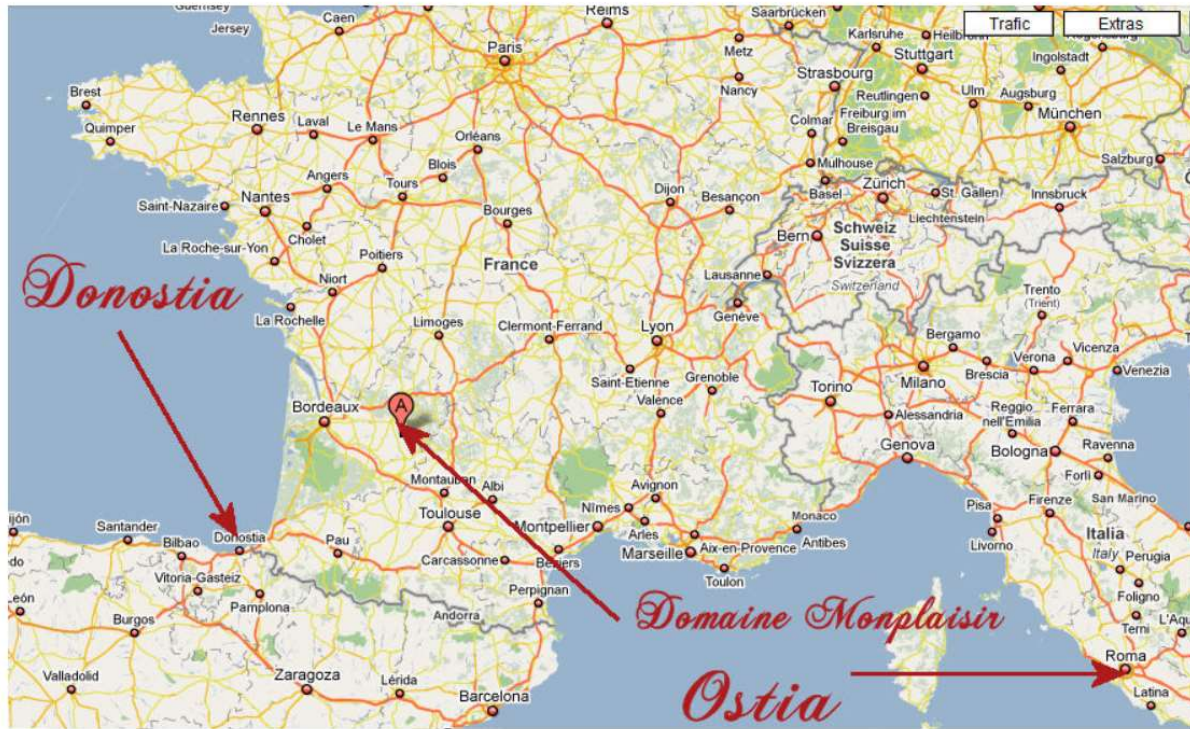 Guernsey
Jersey
Caen
Reims
Saarbrücken
Trafic
Extras
Karlsruhe
Heilbronn
Regensburg
Paris
Metz
Stuttgart
Ingolstadt
Nancy
Strasbourg
Brest
Reutlingen
Ulm
Augsburg
Quimper
Rennes
Laval
Le Mans
Orléans
Colmar
Freiburg im
Breisgau
München
Blois
Mulhouse
Salzburg
Angers
Tours
Dijon
Besançon
Basel
Zürich
St. Gallen
Innsbruck
Saint-Nazaire
Nantes
Bourges
Liechtenstein
Cholet
Bern
Schweiz
Suisse
Svizzera
Switzerland
La Roche-sur-Yon
Poitiers
France
Lausanne
Niort
Trento
(Trient)
Donostia
La Rochelle
Limoges
Clermont-Ferrand
Lyon
Genève
Bergamo
Vicenza
Verona
Saint-Etienne
Grenoble
Milano
Brescia
Venezia
Valence
Torino
Bordeaux
A
Alessandria
Reggio
nell'Emilia
Ferrara
Genova
Bologna
Ravenna
Montauban
Albi
Avignon
Forli
Nîmes
Pisa
Firenze
San Marino
Gijón
Santander
Donostia
Toulouse
Montpellier
Arles
Monaco
Bilbao
Pau
Aix-en-Provence
Antibes
Livorno
Italia
Italy
Carcassonne
Béziers
Marseille
Perugia
Vitoria-Gasteiz
Toulon
Foligno
León
Pamplona
Perpignan
Andorra
Burgos
Domaine Monplaisir
Terni
L'Aqu
Roma
Valladolid
Zaragoza
Lérida
Barcelona
Ostia
Latina